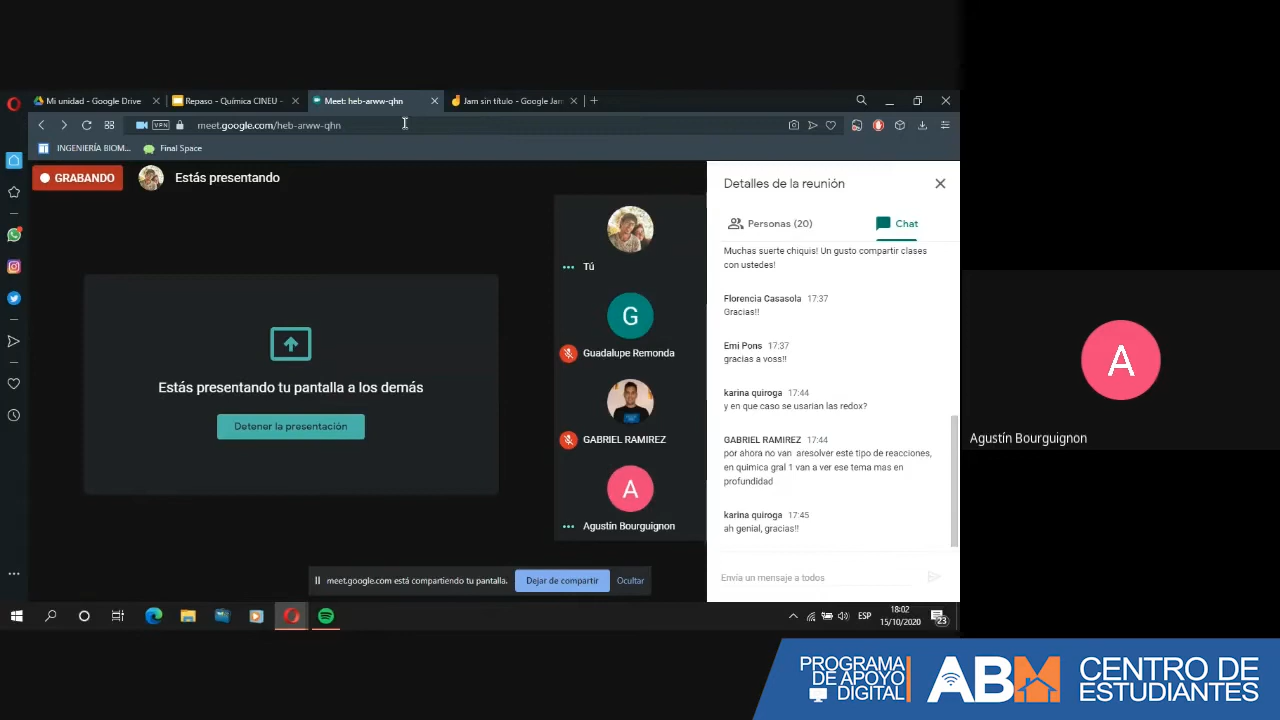 Mi unidad - Google Drive
Repaso - Química CINEU -
Meet: heb-arww-qhn
Jam sin título - Google Jam
VPN
meet.google.com/heb-arww-qhn
INGENIERÍA BIOM...
Final Space
GRABANDO
Estás presentando
Estás presentando tu pantalla a los demás
Detener la presentación
Tú
G
Guadalupe Remonda
GABRIEL RAMIREZ
A
Agustín Bourguignon
Detalles de la reunión
Personas (20)
Chat
Muchas suerte chiquis! Un gusto compartir clases
con ustedes!
Florencia Casasola 17:37
Gracias!!
Emi Pons 17:37
gracias a voss!!
karina quiroga 17:44
y en que caso se usarian las redox?
GABRIEL RAMIREZ 17:44
por ahora no van aresolver este tipo de reacciones,
en quimica gral 1 van a ver ese tema mas en
profundidad
karina quiroga 17:45
ah genial, gracias!!
Envía un mensaje a todos
meet.google.com está compartiendo tu pantalla.
Dejar de compartir
Ocultar
ESP
18:02
15/10/2020
23
A
Agustín Bourguignon
PROGRAMA
DE APOYO
DIGITAL
ABM
CENTRO DE
ESTUDIANTES